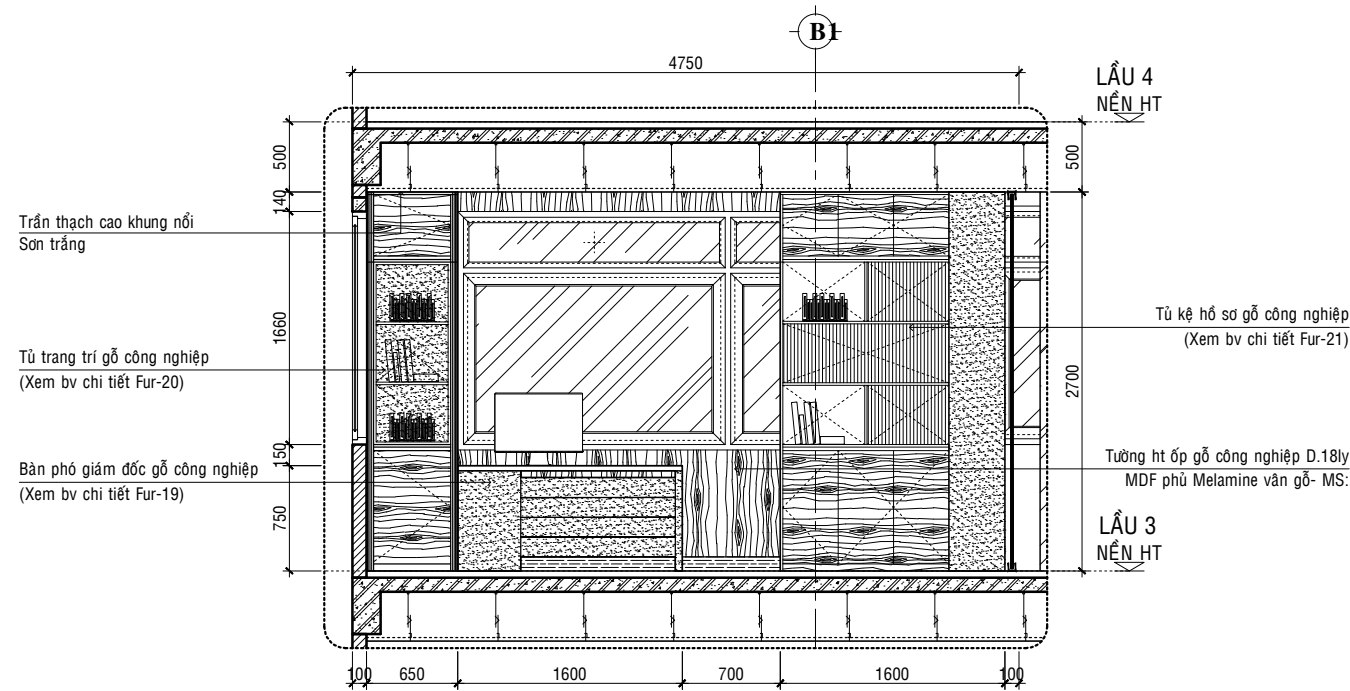 B1
4750
LẦU 4
NỀN HT
500
500
140
Trần thạch cao khung nổi
Sơn trắng
1660
Tủ kệ hồ sơ gỗ công nghiệp
(Xem bv chi tiết Fur-21)
Tủ trang trí gỗ công nghiệp
(Xem bv chi tiết Fur-20)
2700
150
Tường ht ốp gỗ công nghiệp D.18ly
MDF phủ Melamine vân gỗ- MS:
Bàn phó giám đốc gỗ công nghiệp
(Xem bv chi tiết Fur-19)
750
LẦU 3
NỀN HT
100 650 1600 700 1600 100